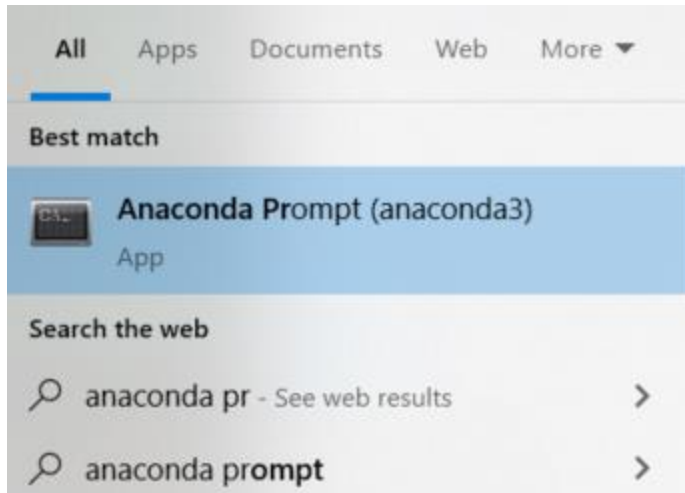 All Apps Documents Web More
Best match
Anaconda Prompt (anaconda3)
App
Search the web
anaconda pr - See web results
anaconda prompt